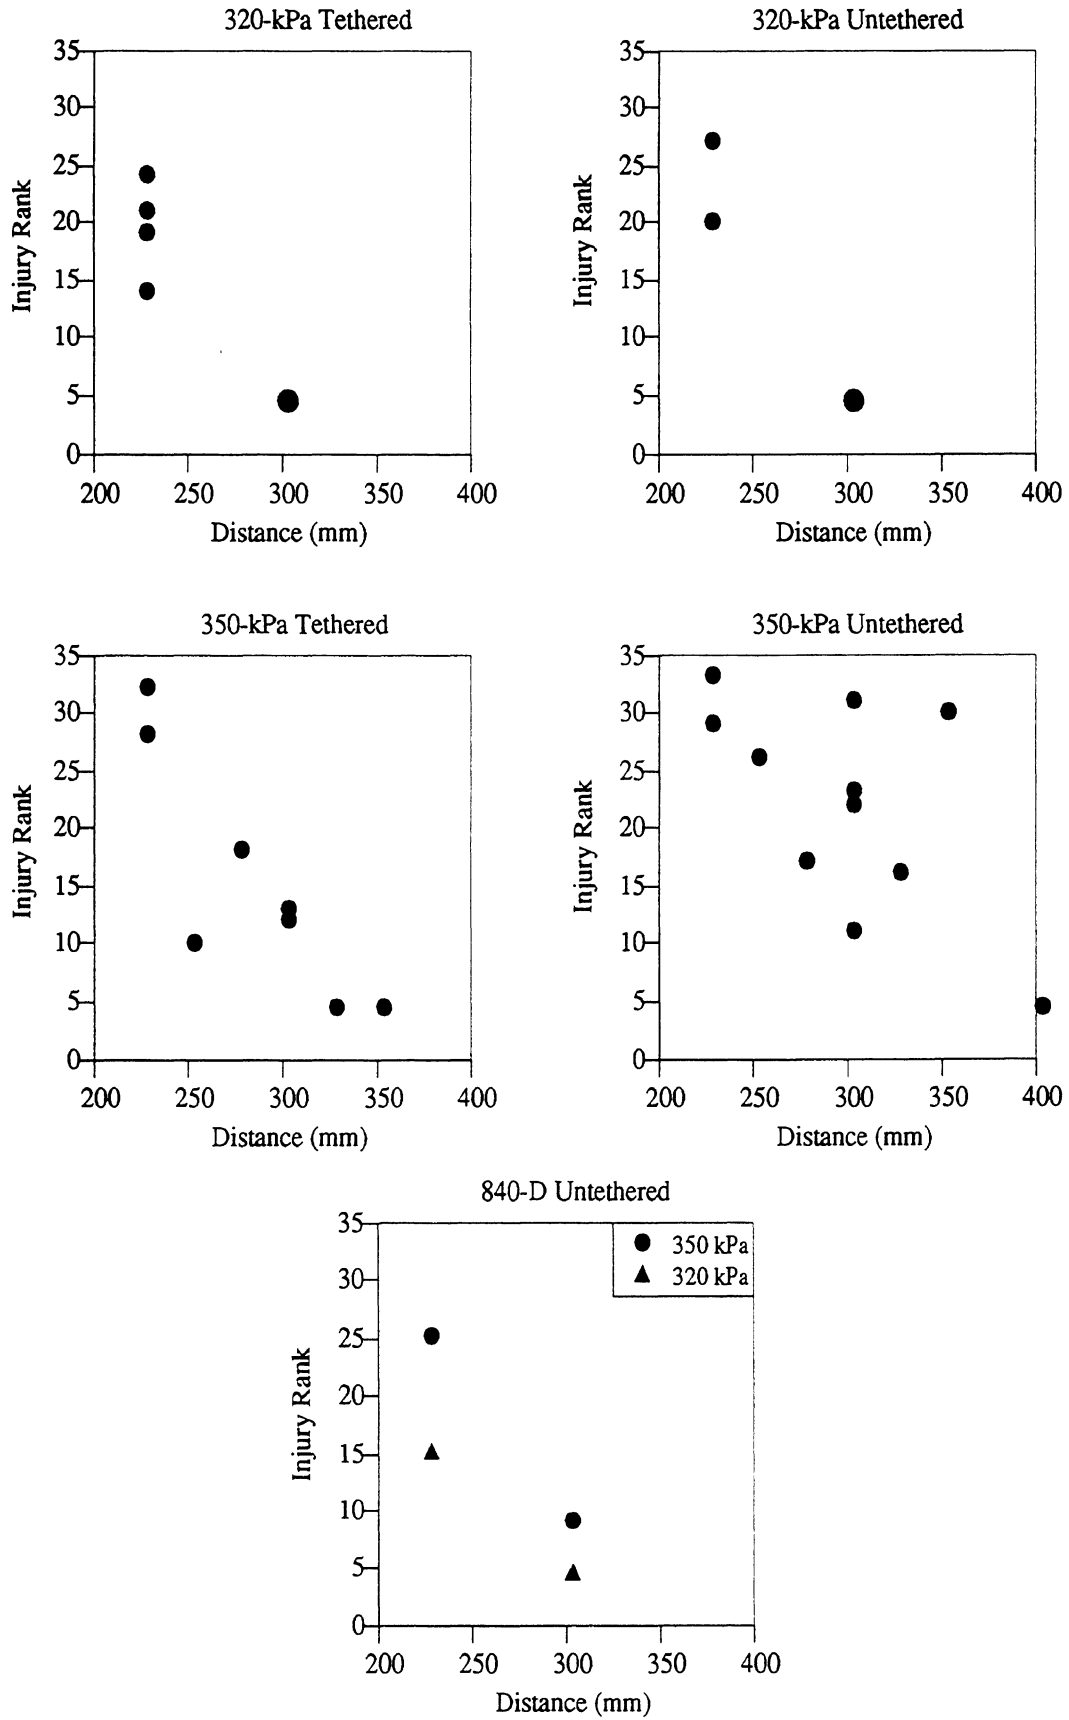 320-kPa Tethered
35
30
25
20
15
10
5
0
Injury Rank
200 250 300 350 400
Distance (mm)
320-kPa Untethered
35
30
25
20
15
10
5
0
Injury Rank
200 250 300 350 400
Distance (mm)
350-kPa Tethered
35
30
25
20
15
10
5
0
Injury Rank
200 250 300 350 400
Distance (mm)
350-kPa Untethered
35
30
25
20
15
10
5
0
Injury Rank
200 250 300 350 400
Distance (mm)
840-D Untethered
350 kPa
320 kPa
35
30
25
20
15
10
5
0
Injury Rank
200 250 300 350 400
Distance (mm)